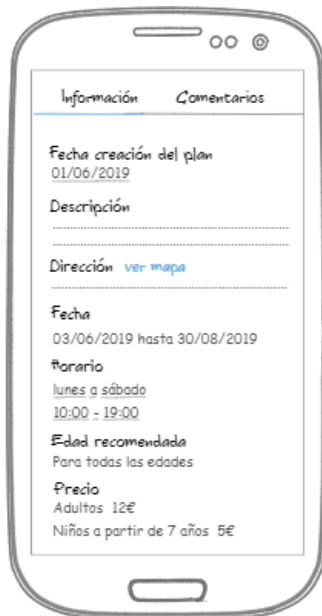 Información Comentarios
Fecha creación del plan
01/06/2019
Descripción
Dirección ver mapa
Fecha
03/06/2019 hasta 30/08/2019
Horario
lunes a sábado
10:00 - 19:00
Edad recomendada
Para todas las edades
Precio
Adultos 12€
Niños a partir de 7 años 5€